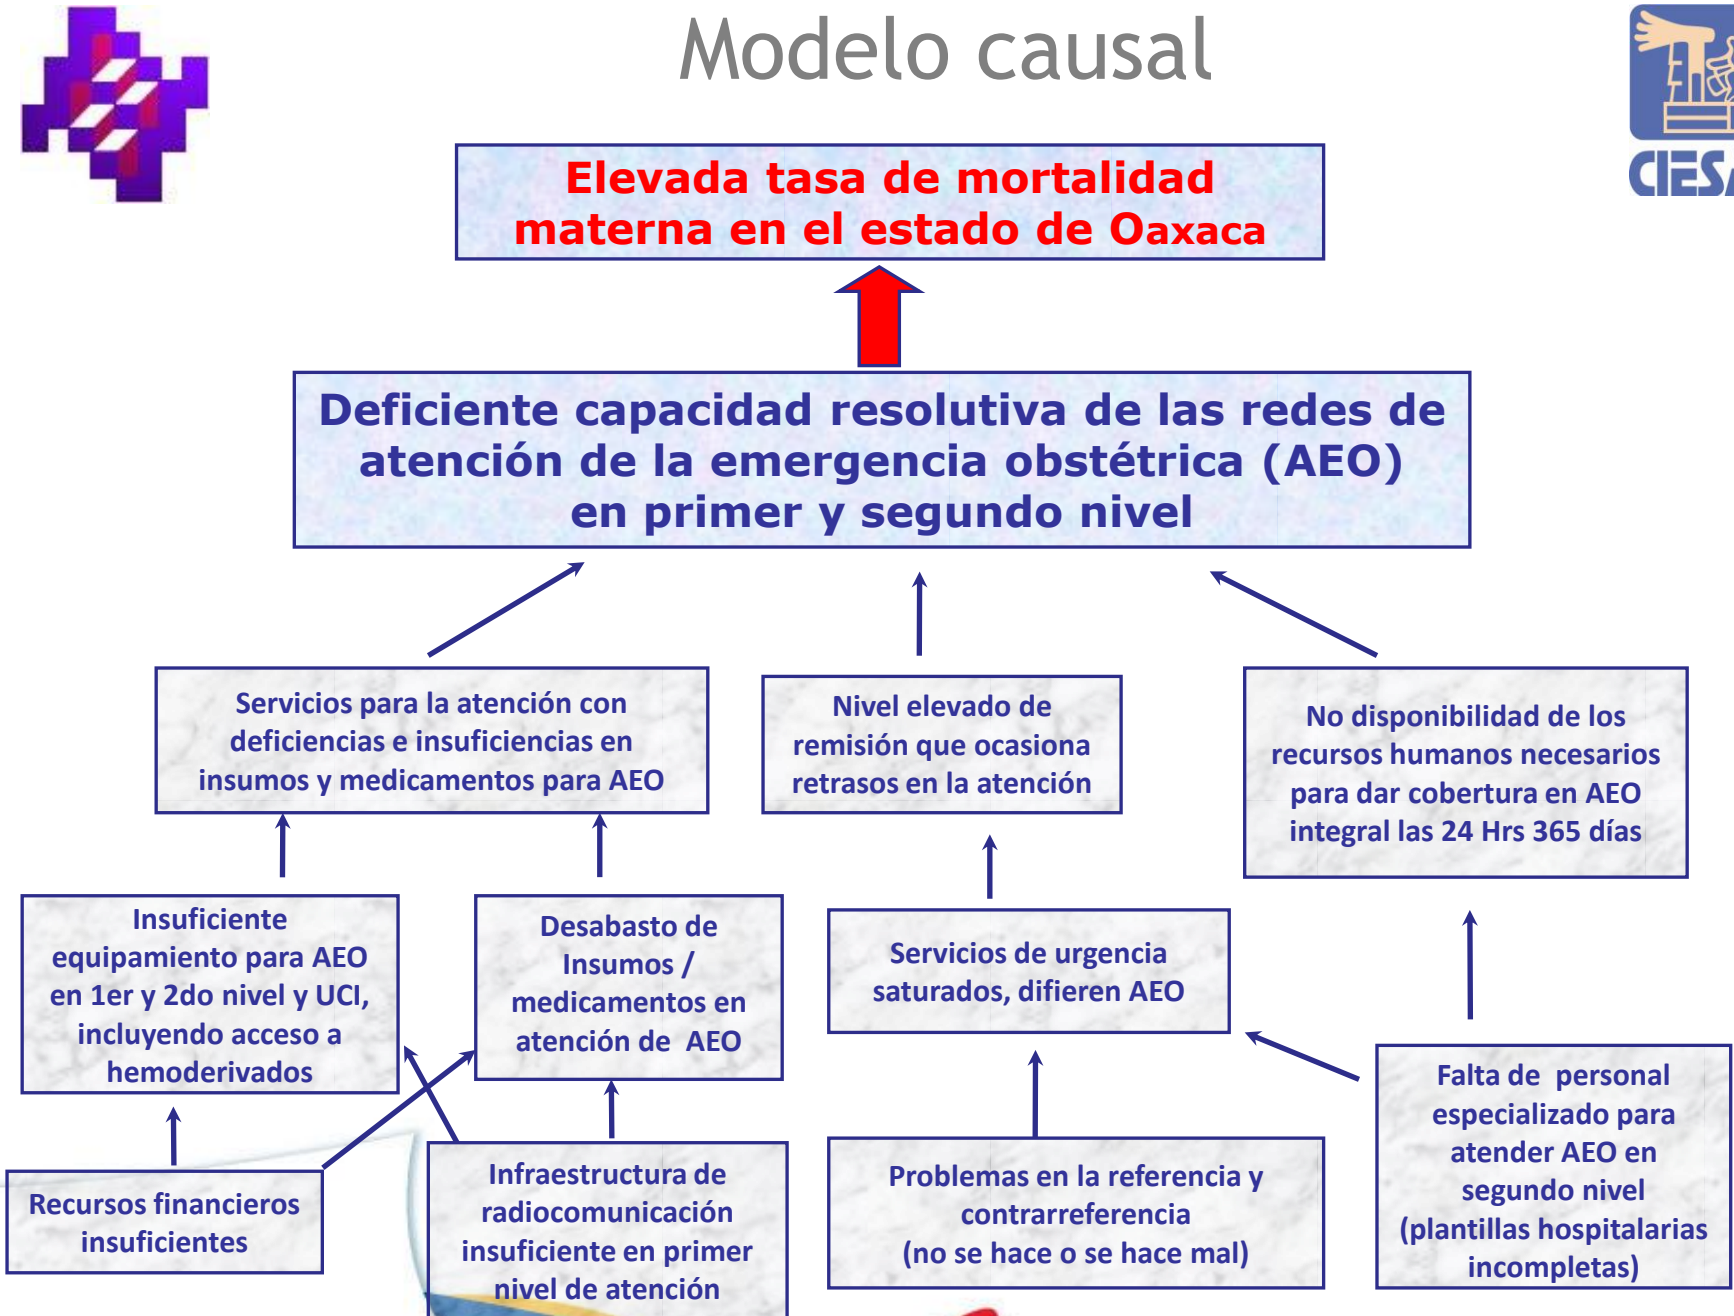 Modelo causal
Elevada tasa de mortalidad
materna en el estado de Oaxaca
Deficiente capacidad resolutiva de las redes de
atención de la emergencia obstétrica (AEO)
en primer y segundo nivel
Servicios para la atención con
deficiencias e insuficiencias en
insumos y medicamentos para AEO
Nivel elevado de
remisión que ocasiona
retrasos en la atención
No disponibilidad de los
recursos humanos necesarios
para dar cobertura en AEO
integral las 24 Hrs 365 días
Insuficiente
equipamiento para AEO
en 1er y 2do nivel y UCI,
incluyendo acceso a
hemoderivados
Desabasto de
Insumos /
medicamentos en
atención de  AEO
Servicios de urgencia
saturados, difieren AEO
Recursos financieros
insuficientes
Infraestructura de
radiocomunicación
insuficiente en primer
nivel de atención
Problemas en la referencia y
contrarreferencia
(no se hace o se hace mal)
Falta de  personal
especializado para
atender AEO en
segundo nivel
(plantillas hospitalarias
incompletas)